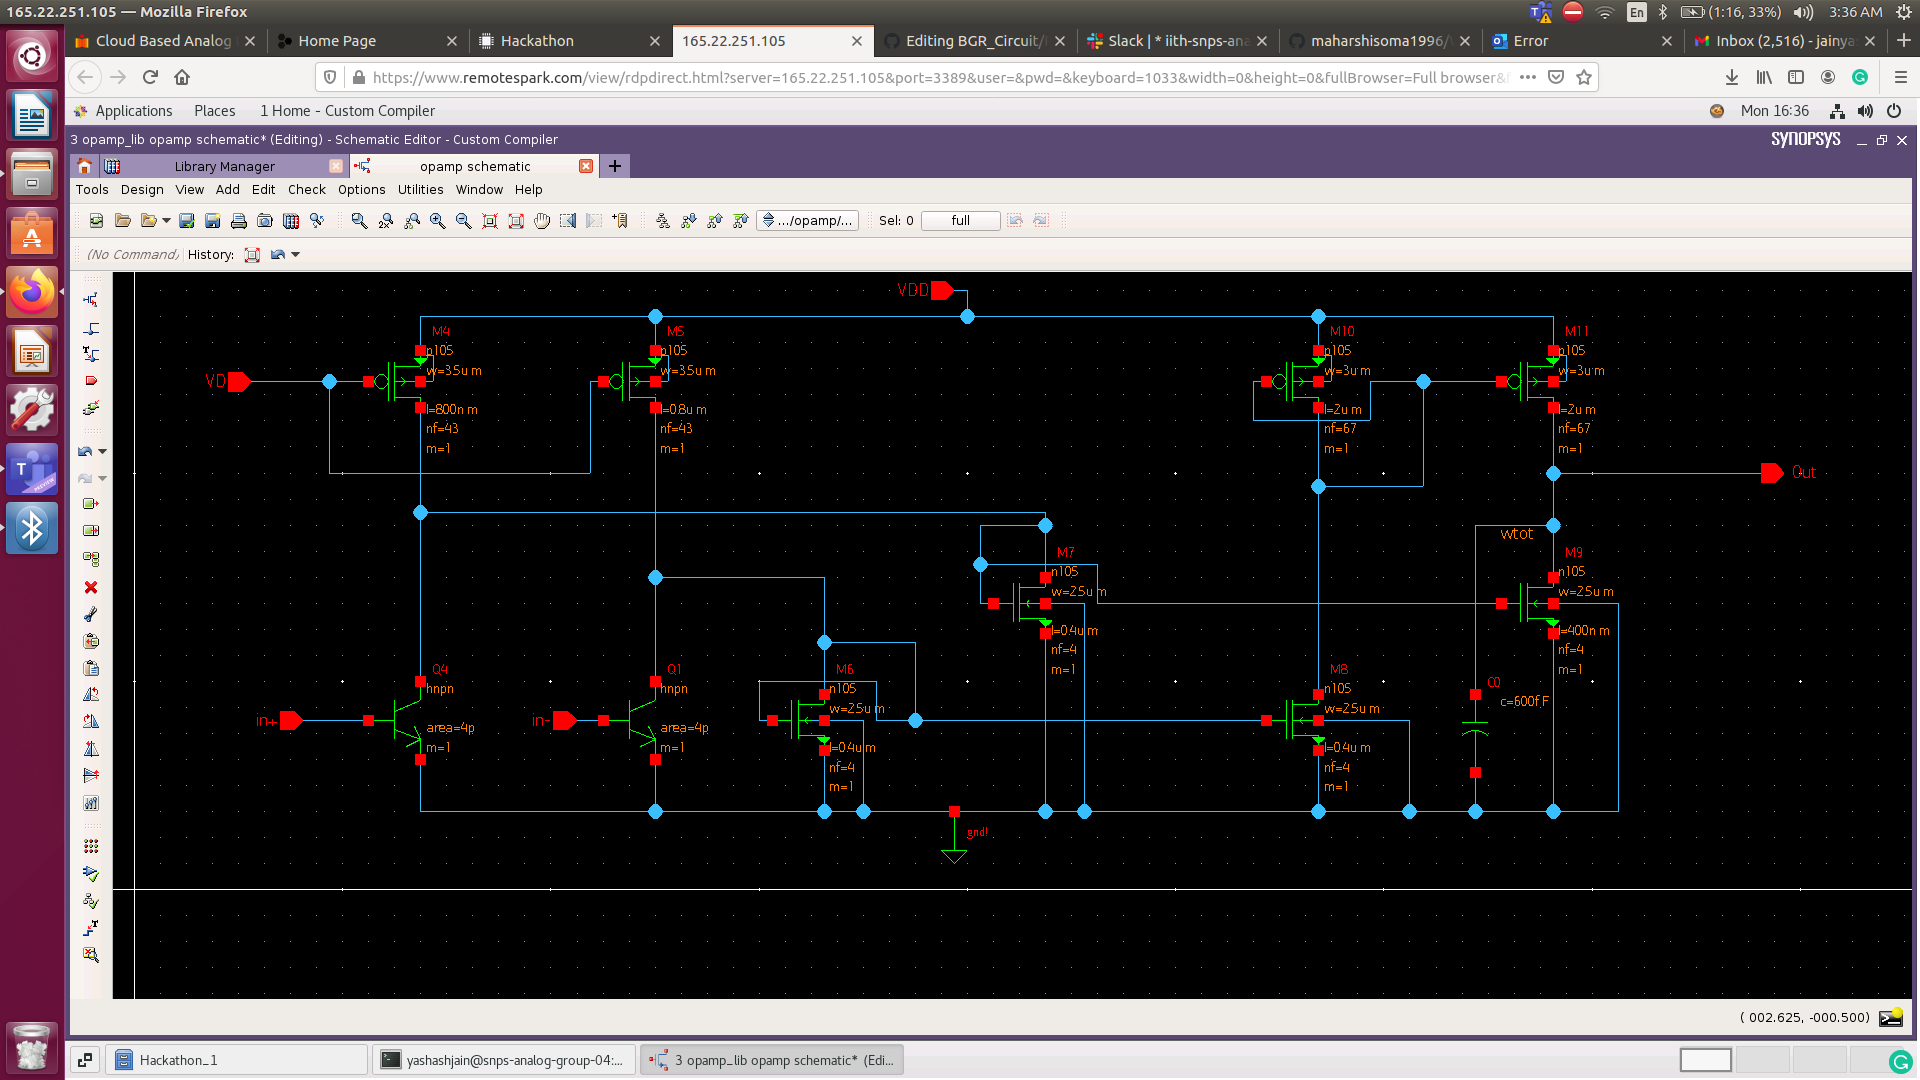 165.22.251.105 — Mozilla Firefox
En
(1:16, 33%)
3:36 AM
Cloud Based Analog
Home Page
Hackathon
165.22.251.105
Editing BGR_Circuit/
Slack | * iith-snps-ana
maharshisoma1996/
Error
Inbox (2,516) - jainya
https://www.remotespark.com/view/rdpdirect.html?server=165.22.251.105&port=3389&user=&pwd=&keyboard=1033&width=0&height=0&fullBrowser=Full browser&f
Applications
Places
1 Home - Custom Compiler
Mon 16:36
3 opamp_lib opamp schematic* (Editing) - Schematic Editor - Custom Compiler
SYNOPSYS
Library Manager
opamp schematic
Tools Design View Add Edit Check Options Utilities Window Help
.../opamp/...
Sel: 0
full
(No Command)
History:
VDD
M4
n105
w=35u m
l=800n m
nf=43
m=1
M5
n105
w=35u m
l=0.8u m
nf=43
m=1
M10
n105
w=3u m
l=2u m
nf=67
m=1
M11
n105
w=3u m
l=2u m
nf=67
m=1
VD
Out
wtot
M7
n105
w=25u m
l=0.4u m
nf=4
m=1
M9
n105
w=25u m
l=400n m
nf=4
m=1
Q4
hnpn
area=4p
m=1
in+
Q1
hnpn
area=4p
m=1
in-
M6
n105
w=25u m
l=0.4u m
nf=4
m=1
M8
n105
w=25u m
l=0.4u m
nf=4
m=1
C0
c=600f F
gnd!
( 002.625, -000.500)
Hackathon_1
yashashjain@snps-analog-group-04:...
3 opamp_lib opamp schematic* (Edi...